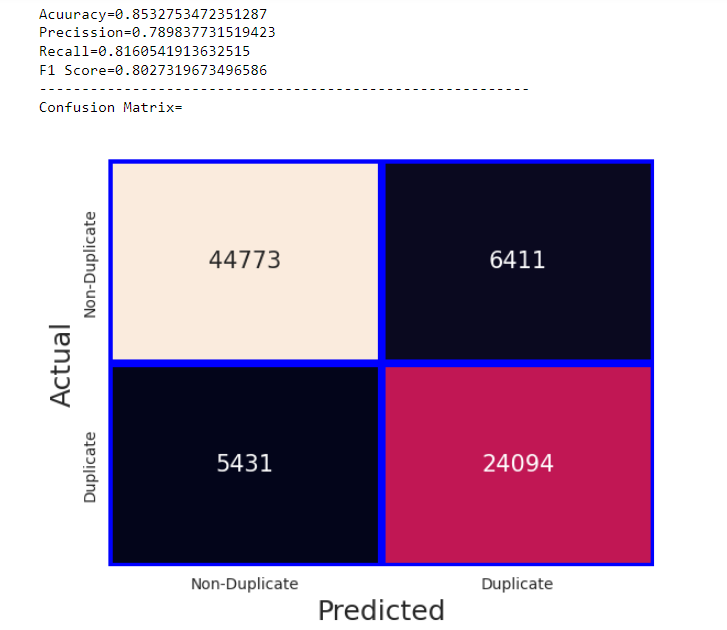 Acuuracy=0.8532753472351287
Precission=0.789837731519423
Recall=0.8160541913632515
F1 Score=0.8027319673496586
----------------------------------------------------------
Confusion Matrix=
Non-Duplicate
44773
6411
Actual
Duplicate
5431
24094
Non-Duplicate
Duplicate
Predicted